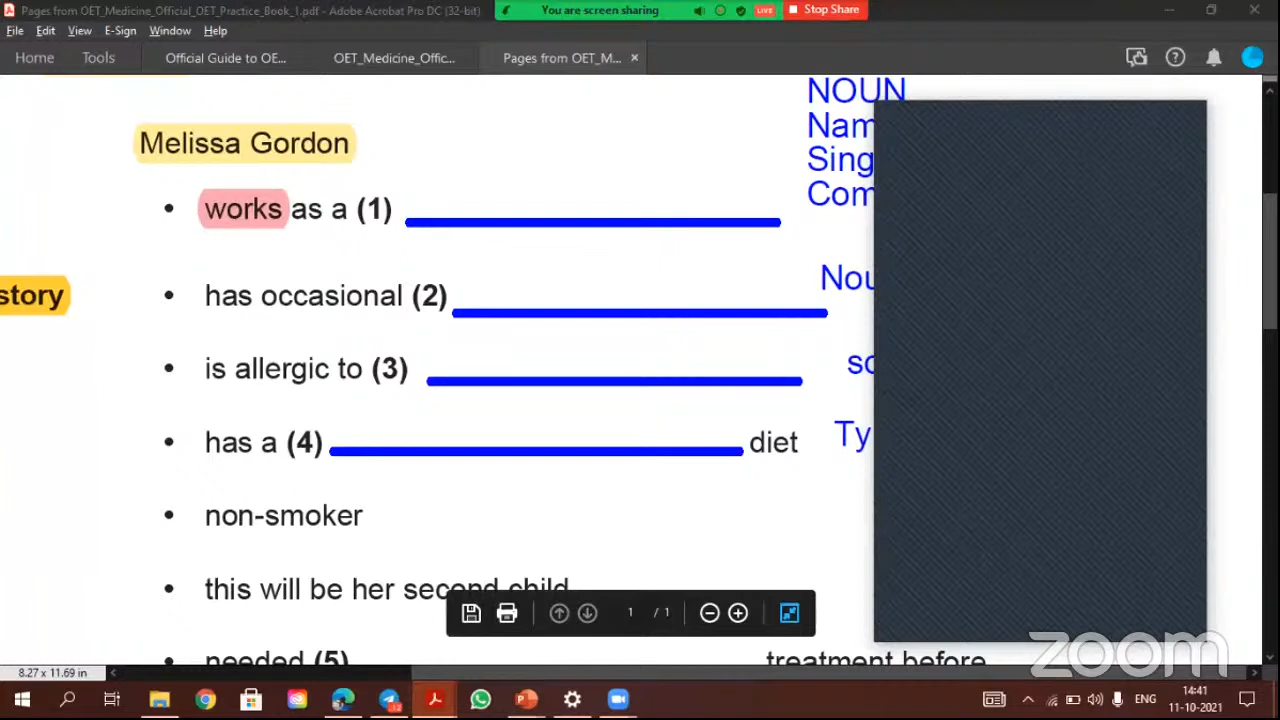 Pages from OET_Medicine_Official_OET_Practice_Book_1.pdf - Adobe Acrobat Pro DC (32-bit)
You are screen sharing
LIVE
Stop Share
File Edit View E-Sign Window Help
Home Tools Official Guide to OE... OET_Medicine_Offic... Pages from OET_M... ×
NOUN
Nam
Sing
Com
Melissa Gordon
• works as a (1)
Nou
story
• has occasional (2)
so
• is allergic to (3)
Ty
• has a (4) diet
• non-smoker
• this will be her second child
1 / 1
needed (5) treatment before
zoom
8.27 x 11.69 in
ENG
14:41
11-10-2021